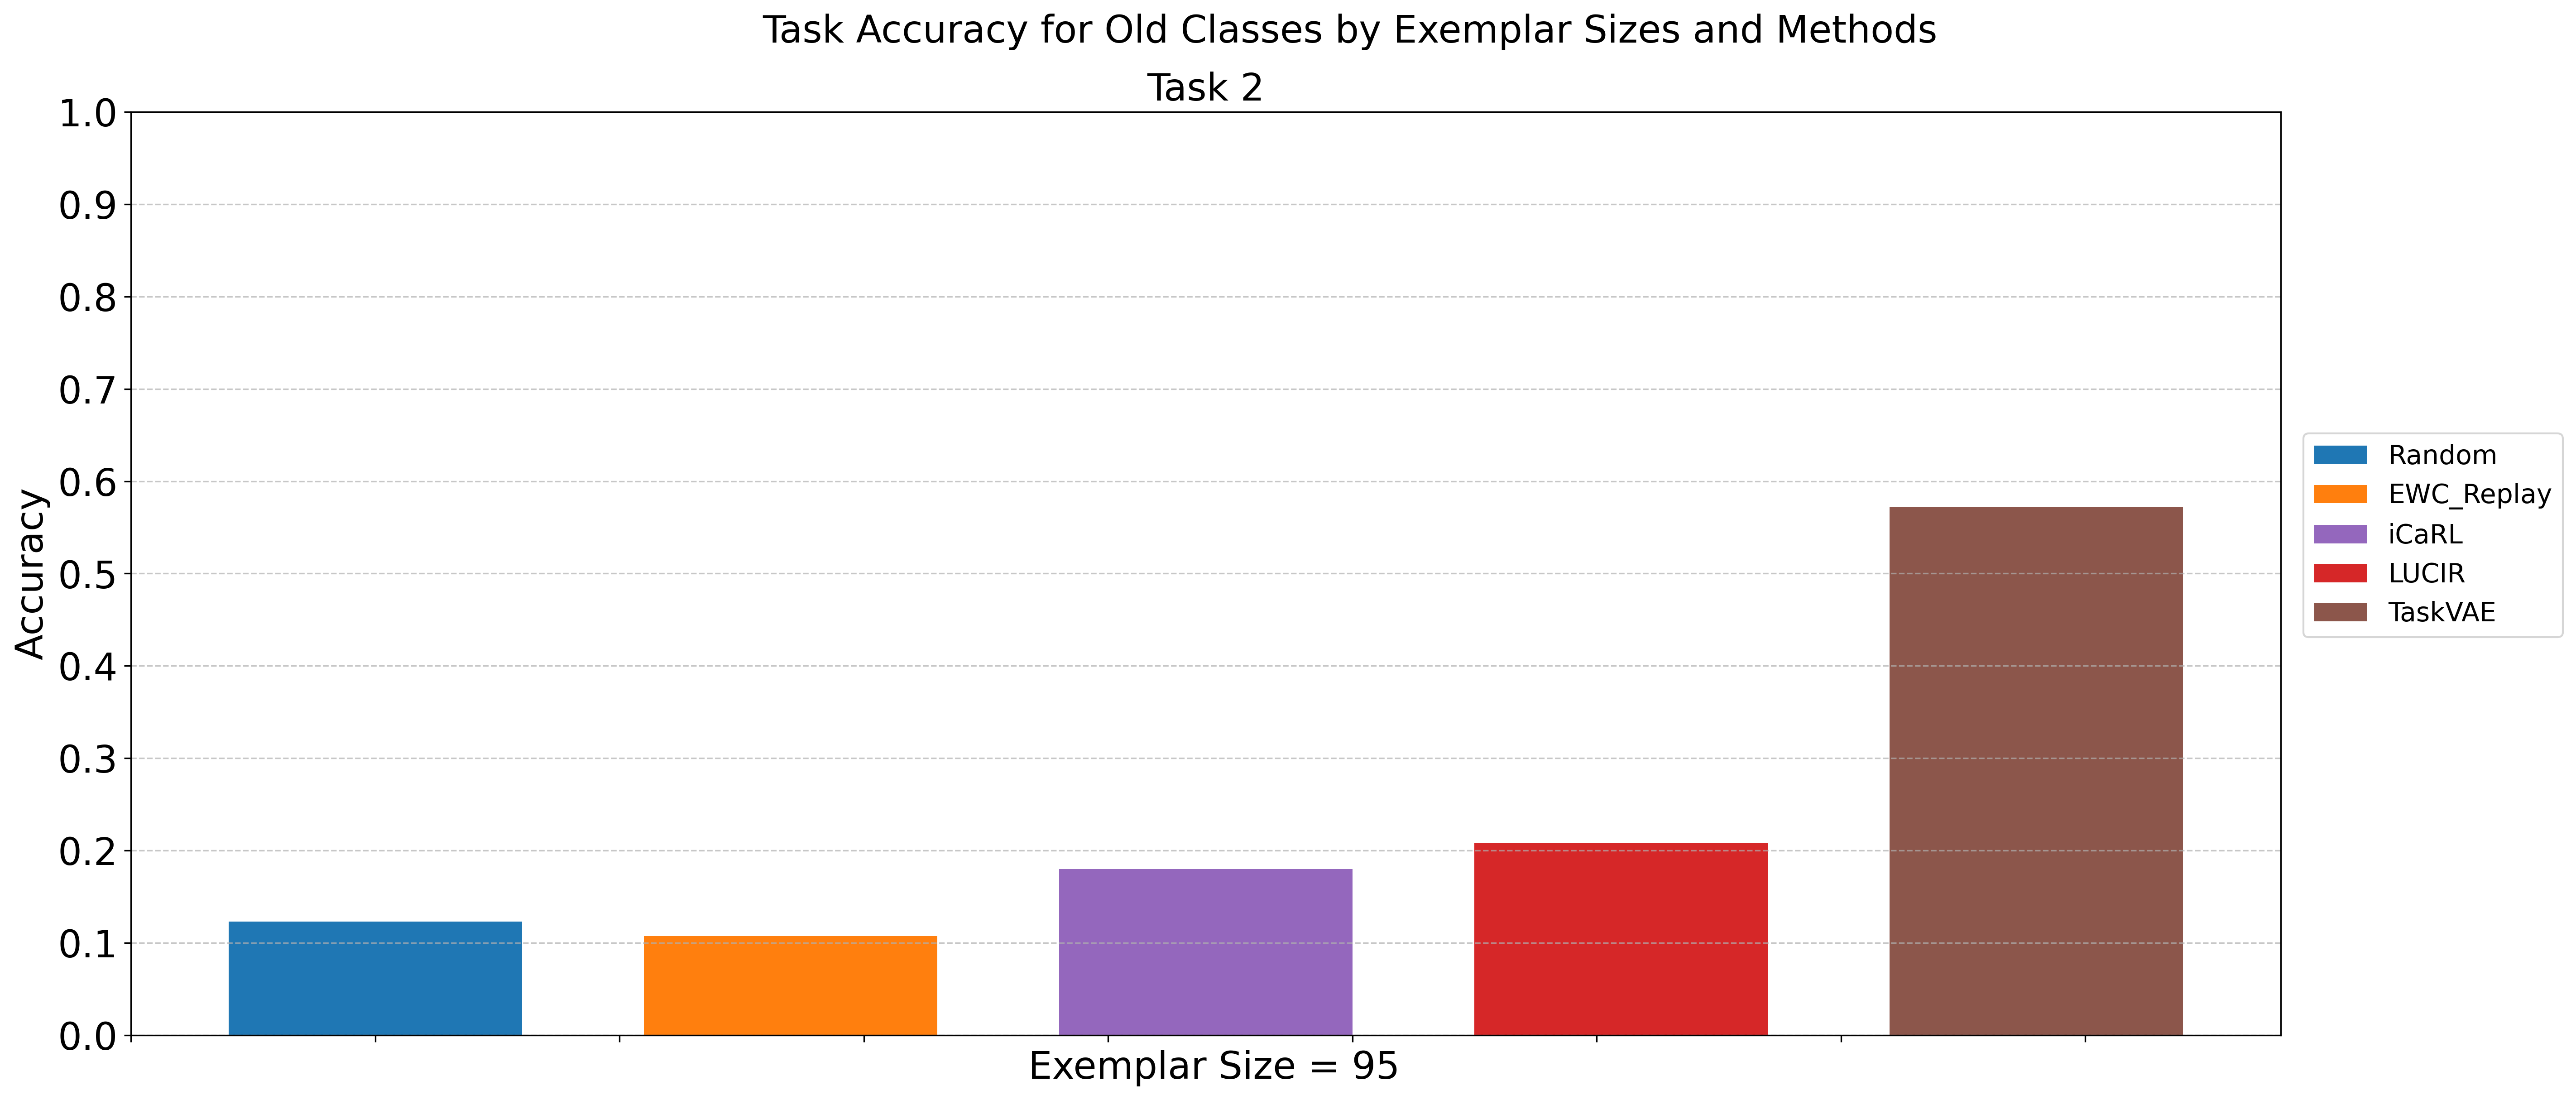 Task Accuracy for Old Classes by Exemplar Sizes and Methods
Task 2
1.0
0.9
0.8
0.7
0.6
0.5
0.4
0.3
0.2
0.1
0.0
Accuracy
Exemplar Size = 95
Random
EWC_Replay
iCaRL
LUCIR
TaskVAE